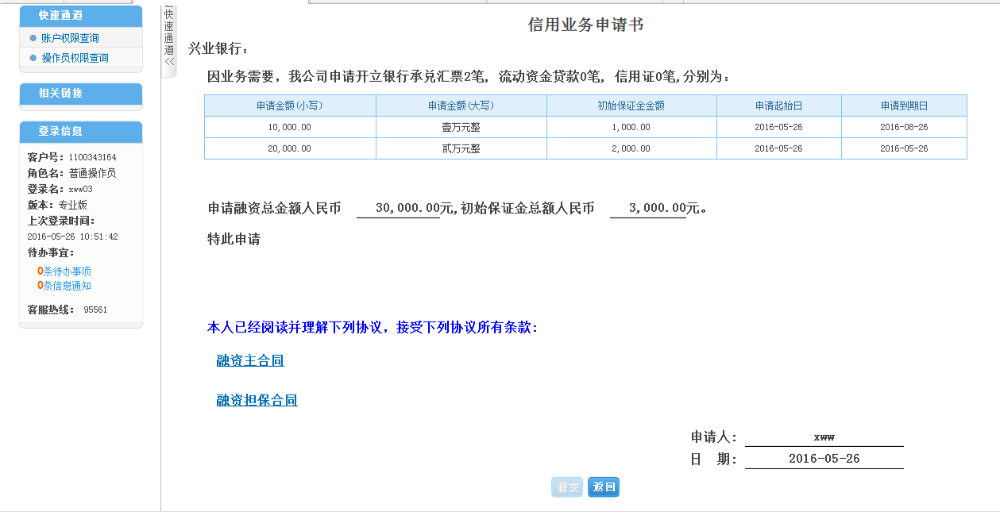 快速通道
账户权限查询
操作员权限查询
相关链接
登录信息
客户号：1100343164
角色名：普通操作员
登录名：xww03
版本：专业版
上次登录时间：
2016-05-26 10:51:42
待办事宜：
0条待办事项
0条信息通知
客服热线： 95561
快速通道<<
信用业务申请书
兴业银行：
因业务需要，我公司申请开立银行承兑汇票2笔, 流动资金贷款0笔, 信用证0笔,分别为：
申请金额(小写) 申请金额(大写) 初始保证金金额 申请起始日 申请到期日
10,000.00 壹万元整 1,000.00 2016-05-26 2016-08-26
20,000.00 贰万元整 2,000.00 2016-05-26 2016-05-26
申请融资总金额人民币 30,000.00元,初始保证金总额人民币 3,000.00元。
特此申请
本人已经阅读并理解下列协议，接受下列协议所有条款：
融资主合同
融资担保合同
申请人： xww
日 期： 2016-05-26
提交 返回